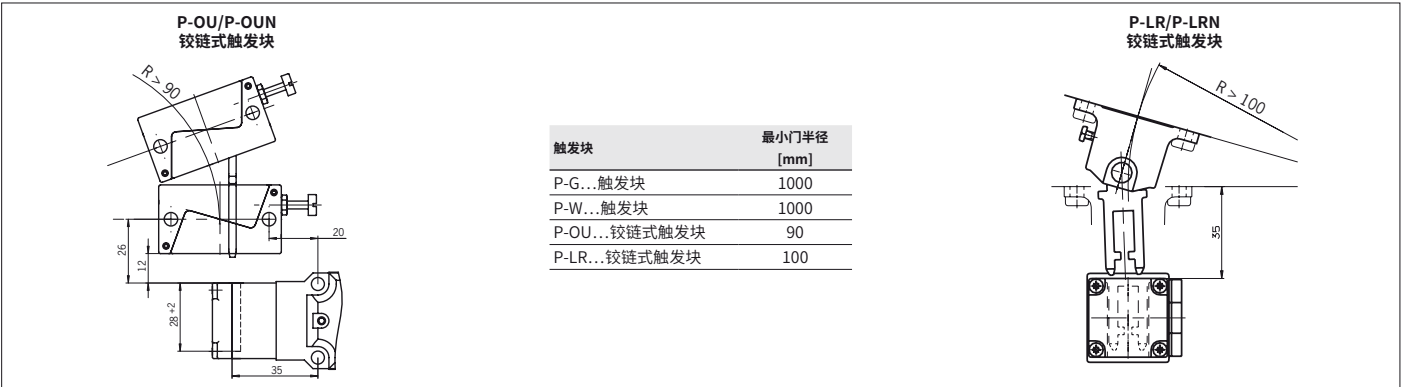 P-OU/P-OUN
铰链式触发块
R > 90
26
12
20
28 +2
35
触发块 最小门半径
[mm]
P-G…触发块 1000
P-W…触发块 1000
P-OU…铰链式触发块 90
P-LR…铰链式触发块 100
P-LR/P-LRN
铰链式触发块
R > 100
35